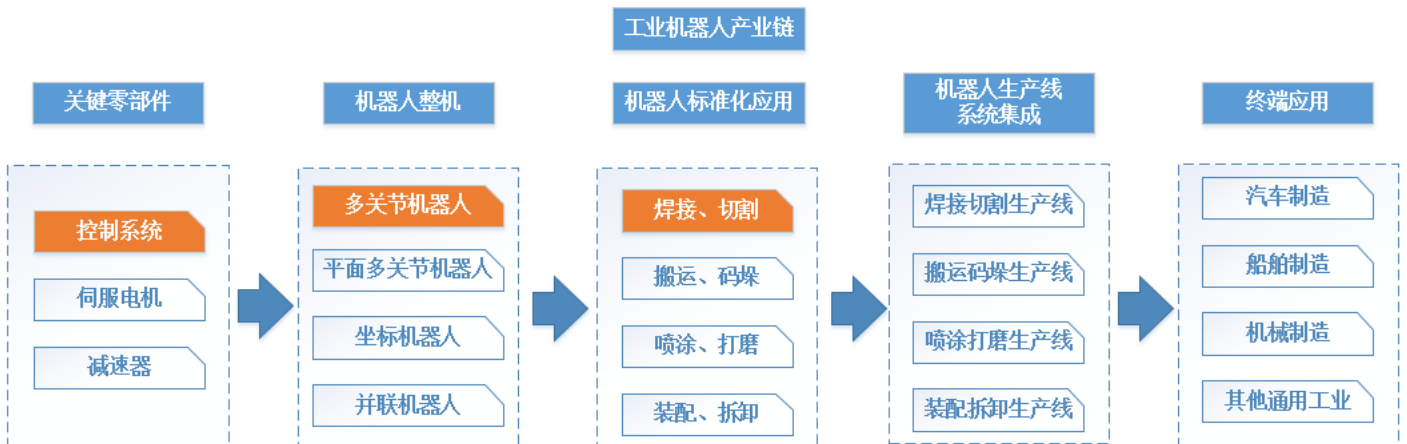 工业机器人产业链
关键零部件
机器人整机
机器人标准化应用
机器人生产线
系统集成
终端应用
控制系统
伺服电机
减速器
多关节机器人
平面多关节机器人
坐标机器人
并联机器人
焊接、切割
搬运、码垛
喷涂、打磨
装配、拆卸
焊接切割生产线
搬运码垛生产线
喷涂打磨生产线
装配拆卸生产线
汽车制造
船舶制造
机械制造
其他通用工业